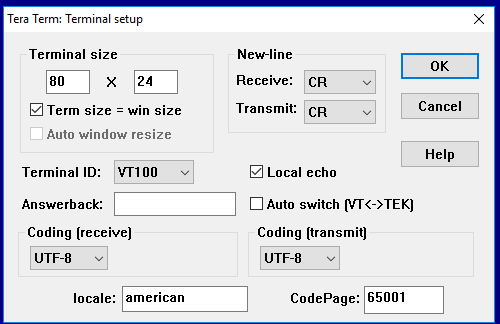 Tera Term: Terminal setup
Terminal size
80 X 24
Term size = win size
Auto window resize
New-line
Receive: CR
Transmit: CR
OK
Cancel
Help
Terminal ID: VT100
Local echo
Answerback:
Auto switch (VT<->TEK)
Coding (receive)
UTF-8
Coding (transmit)
UTF-8
locale: american
CodePage: 65001